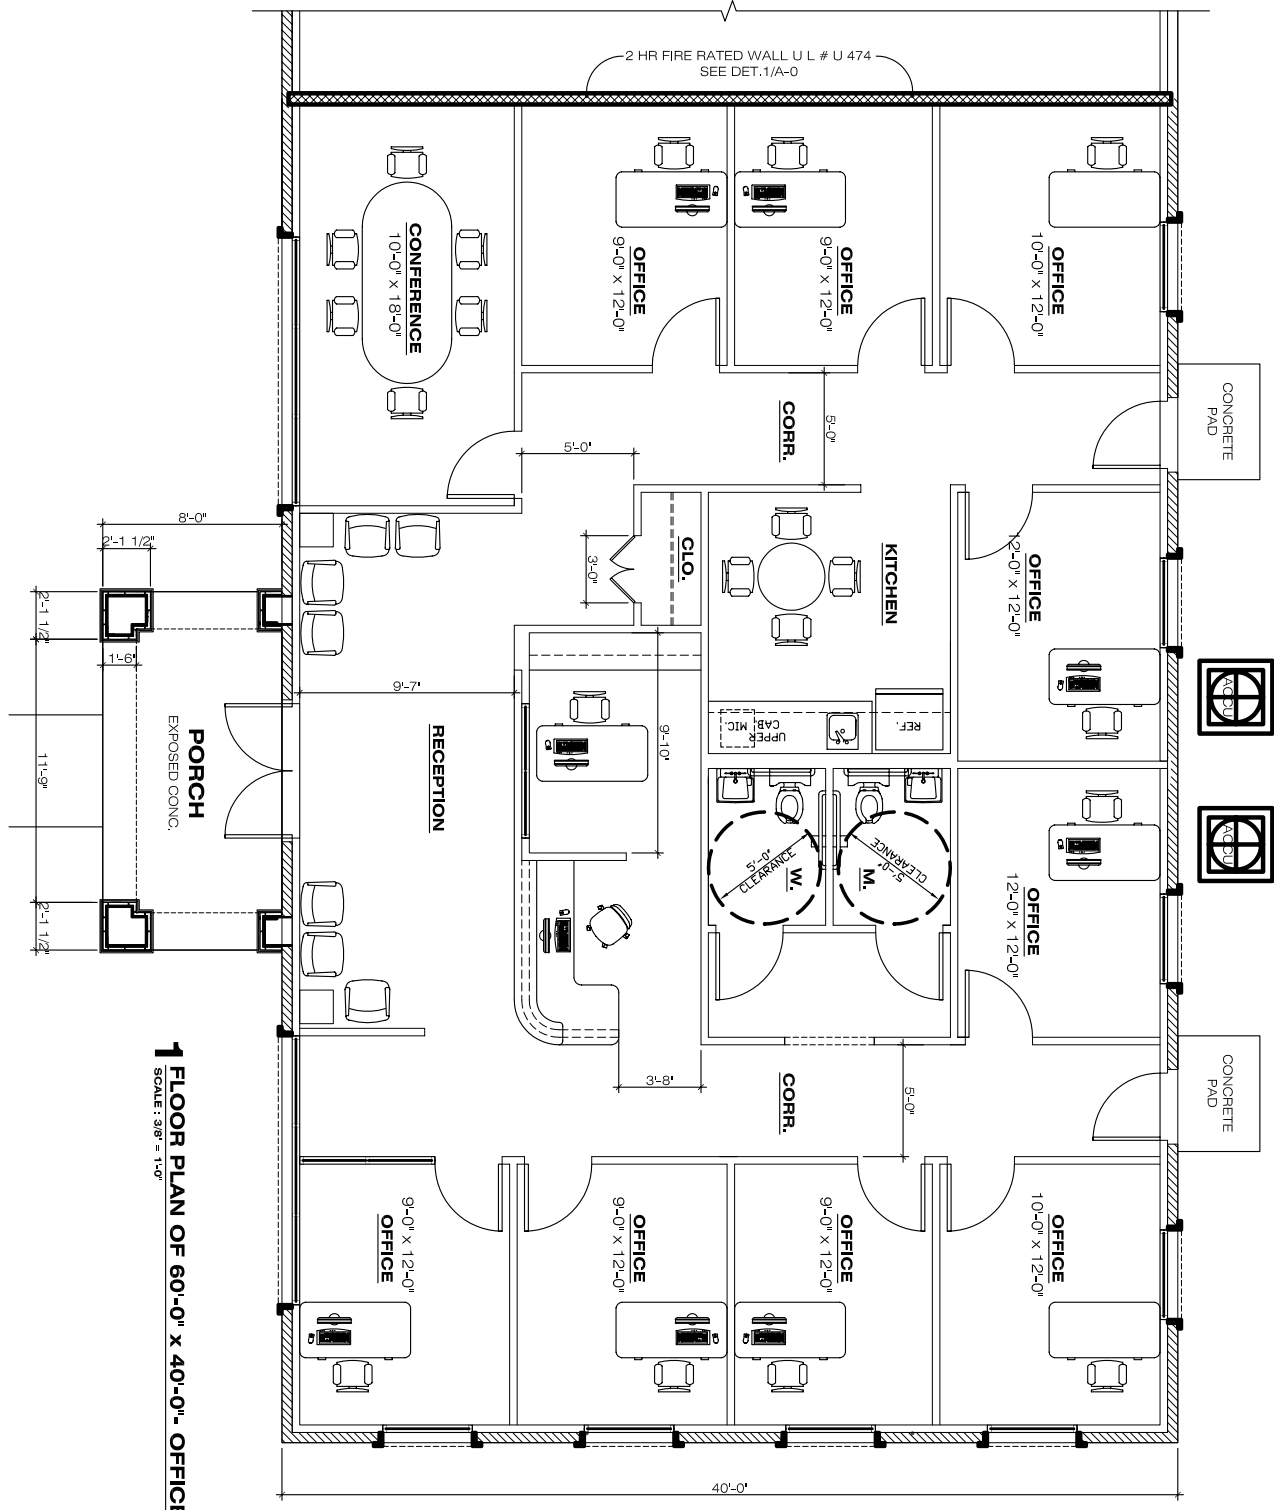 2 HR FIRE RATED WALL U L # U 474
SEE DET.1/A-0
CONFERENCE
10'-0" x 18'-0"
OFFICE
9'-0" x 12'-0"
OFFICE
9'-0" x 12'-0"
OFFICE
10'-0" x 12'-0"
CONCRETE
PAD
CORR.
5'-0"
5'-0"
8'-0"
2'-1 1/2"
2'-1 1/2"
1'-6"
3'-0"
CLO.
KITCHEN
OFFICE
12'-0" x 12'-0"
ACCU
9'-7"
RECEPTION
9'-10"
UPPER
CAB.
MIC.
REF.
PORCH
EXPOSED CONC.
11'-9"
5'-0"
CLEARANCE
W.
M.
5'-0"
CLEARANCE
OFFICE
12'-0" x 12'-0"
ACCU
2'-1 1/2"
3'-8"
CORR.
5'-0"
CONCRETE
PAD
OFFICE
9'-0" x 12'-0"
OFFICE
9'-0" x 12'-0"
OFFICE
9'-0" x 12'-0"
OFFICE
10'-0" x 12'-0"
40'-0"
1 FLOOR PLAN OF 60'-0" x 40'-0"- OFFICE
SCALE : 3/8" = 1'-0"